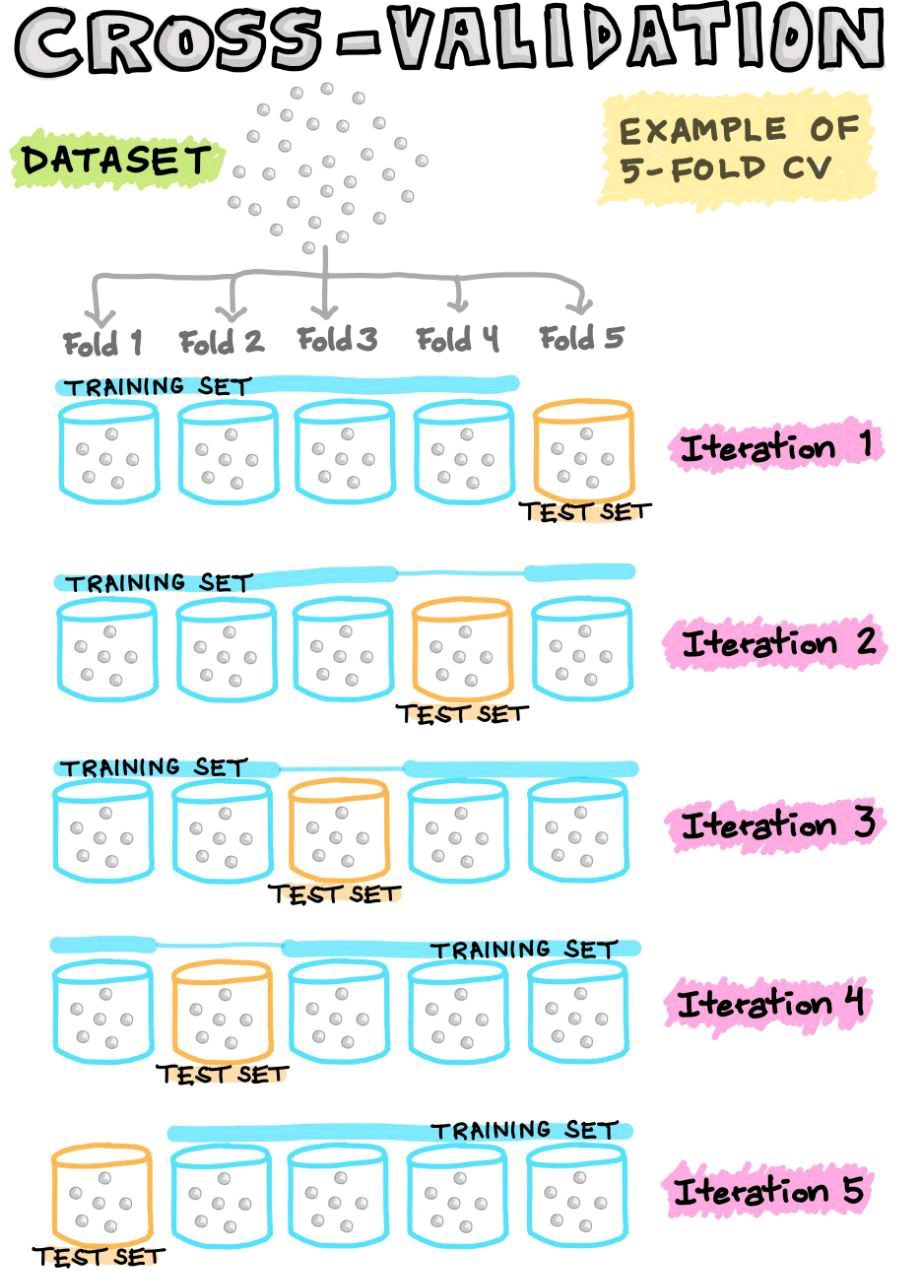 CROSS-VALIDATION
DATASET
EXAMPLE OF
5-FOLD CV
Fold 1 Fold 2 Fold 3 Fold 4 Fold 5
TRAINING SET
Iteration 1
TEST SET
TRAINING SET
Iteration 2
TEST SET
TRAINING SET
Iteration 3
TEST SET
TRAINING SET
Iteration 4
TEST SET
TRAINING SET
Iteration 5
TEST SET